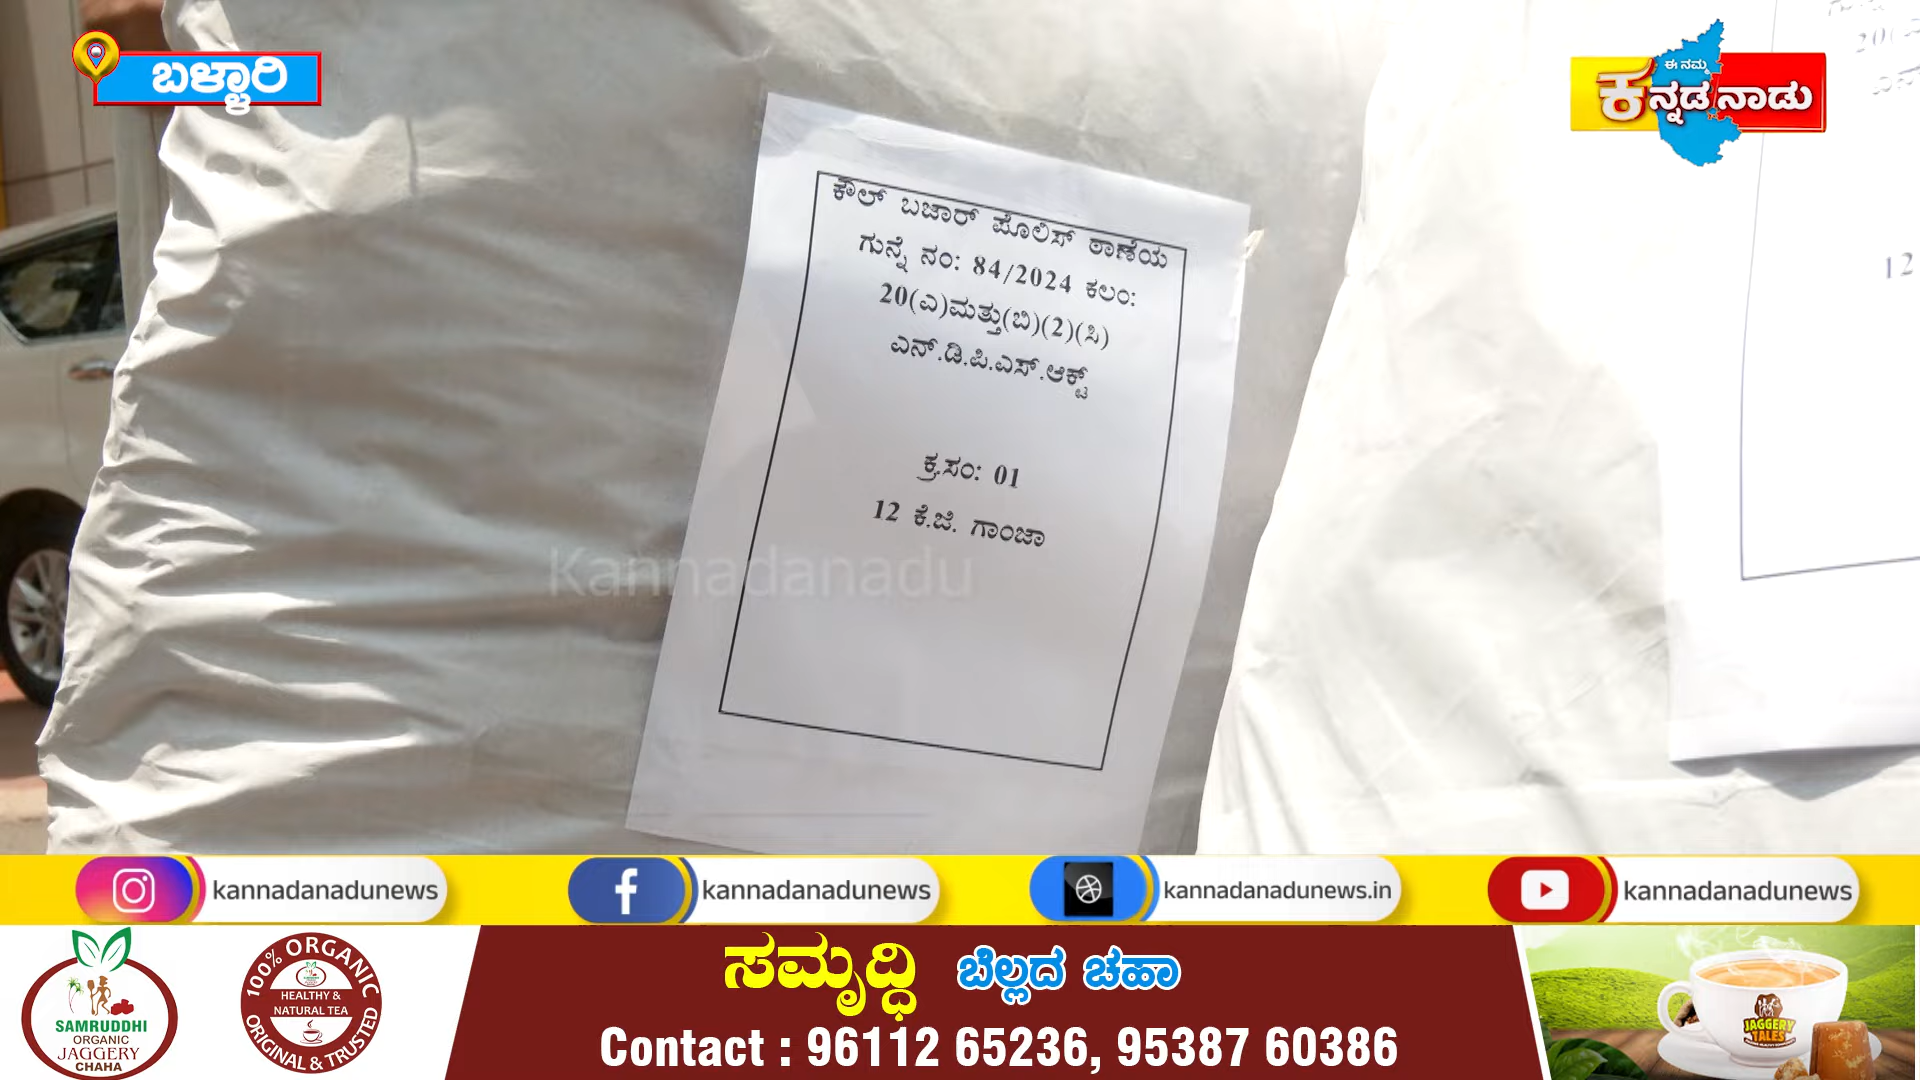 ಬಳ್ಳಾರಿ
ಈ ನಮ್ಮ
ಕನ್ನಡನಾಡು
ಕೌಲ್ ಬಜಾರ್ ಪೊಲಿಸ್ ಠಾಣೆಯ
ಗುನ್ನೆ ನಂ: 84/2024 ಕಲಂ:
20(ಎ)ಮತ್ತು(ಬಿ)(2)(ಸಿ)
ಎನ್.ಡಿ.ಪಿ.ಎಸ್.ಆಕ್ಟ್
ಕ್ರ.ಸಂ: 01
12 ಕೆ.ಜಿ. ಗಾಂಜಾ
12
Kannadanadu
kannadanadunews
kannadanadunews
kannadanadunews.in
kannadanadunews
SAMRUDDHI
ORGANIC
JAGGERY
CHAHA
100% ORGANIC
HEALTHY &
NATURAL TEA
ORIGINAL & TRUSTED
ಸಮೃದ್ಧಿ ಬೆಲ್ಲದ ಚಹಾ
Contact : 96112 65236, 95387 60386
JAGGERY
TALES